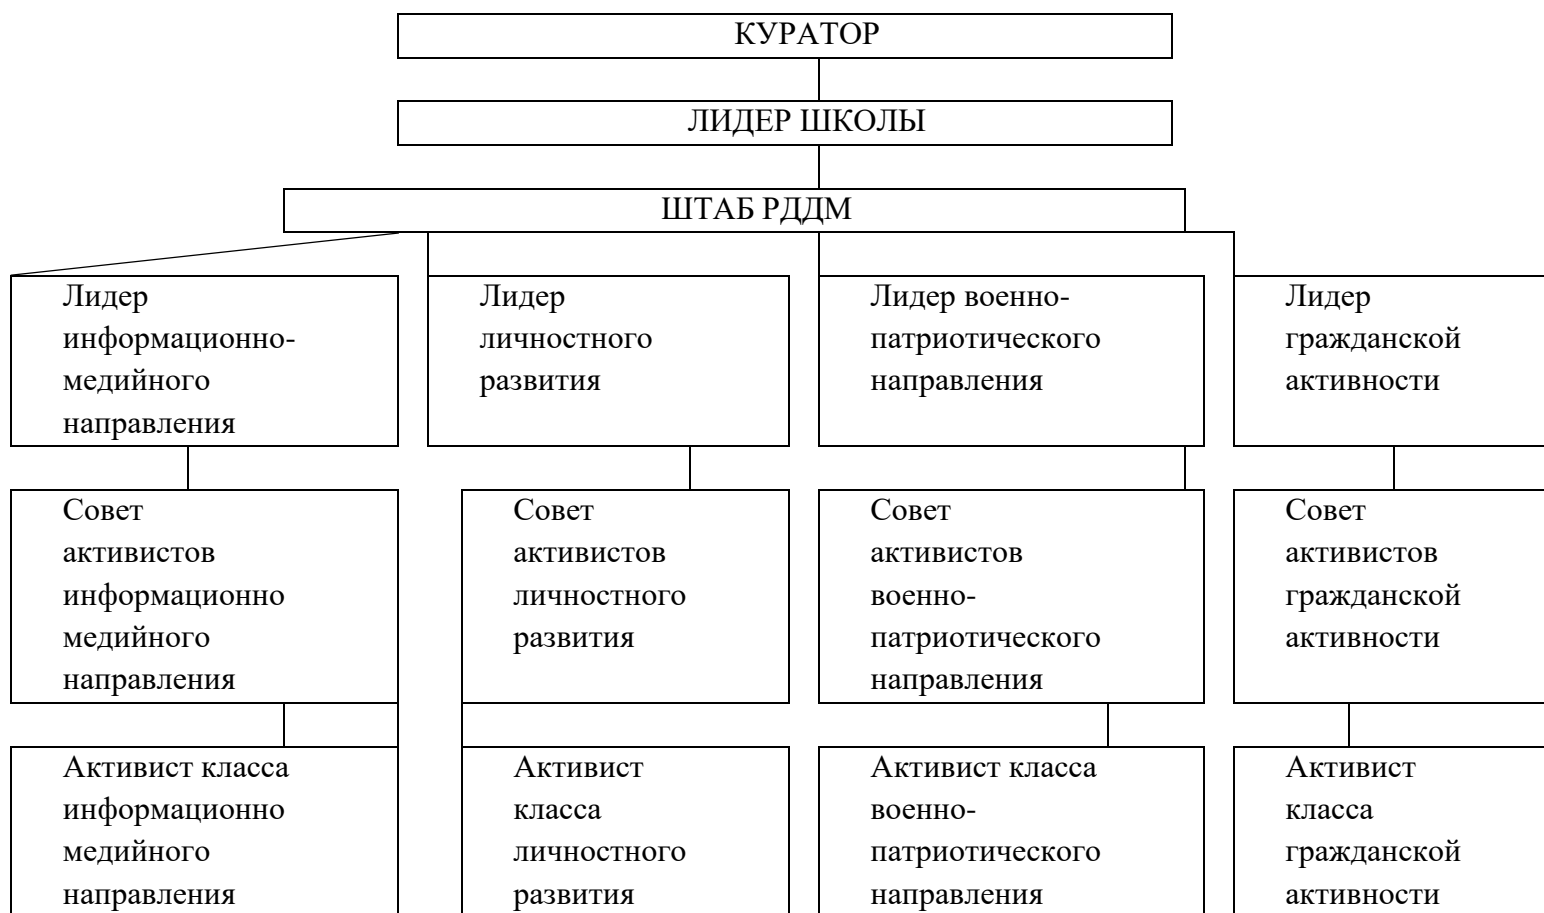 КУРАТОР
ЛИДЕР ШКОЛЫ
ШТАБ РДДМ
Лидер
информационно-
медийного
направления
Лидер
личностного
развития
Лидер военно-
патриотического
направления
Лидер
гражданской
активности
Совет
активистов
информационно
медийного
направления
Совет
активистов
личностного
развития
Совет
активистов
военно-
патриотического
направления
Совет
активистов
гражданской
активности
Активист класса
информационно
медийного
направления
Активист
класса
личностного
развития
Активист класса
военно-
патриотического
направления
Активист
класса
гражданской
активности